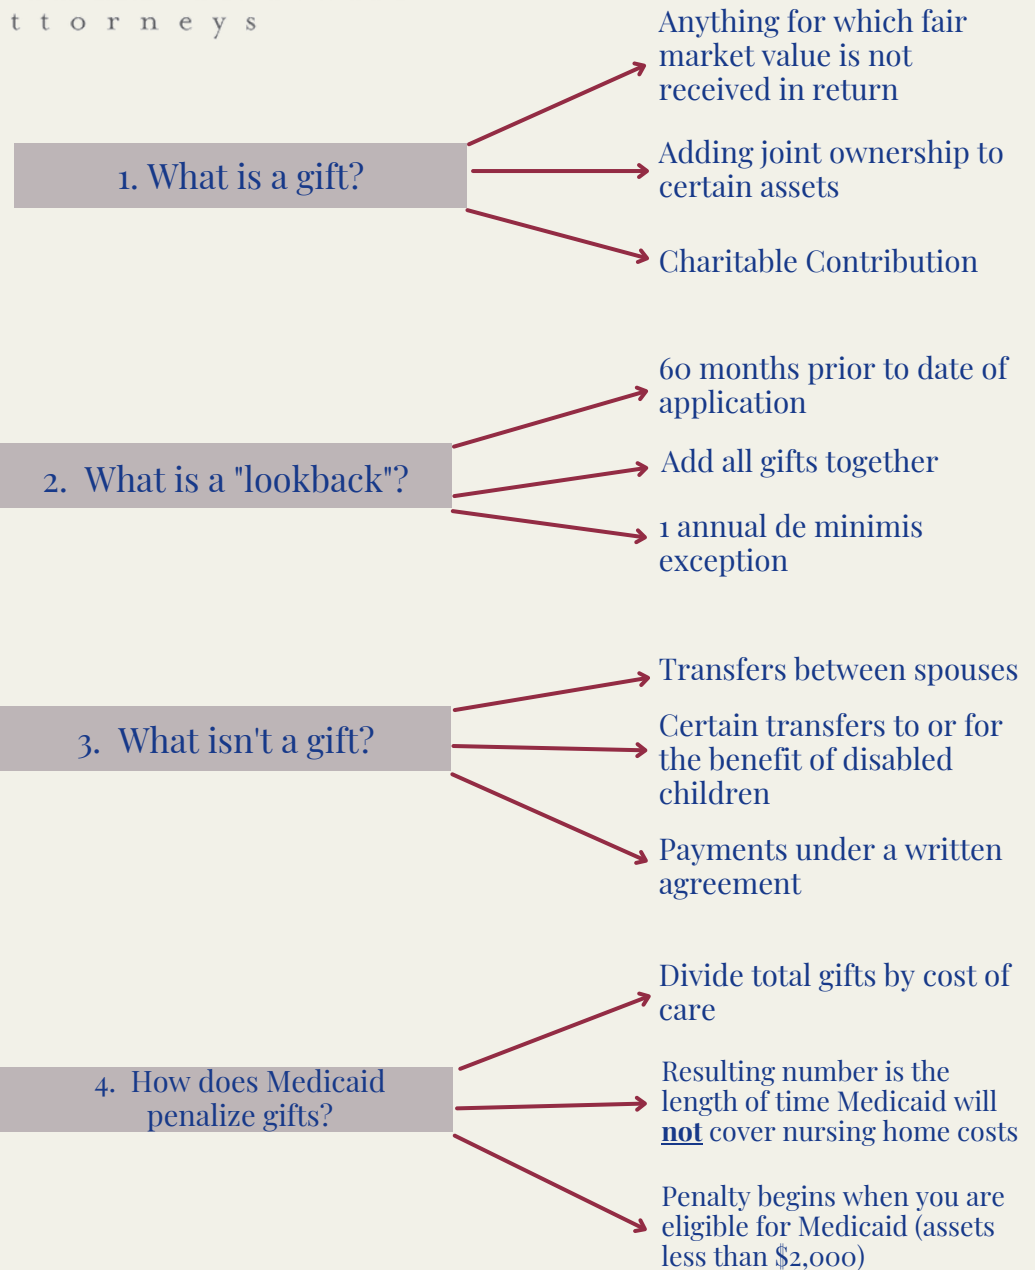 ttorneys
Anything for which fair
market value is not
received in return
1. What is a gift?
Adding joint ownership to
certain assets
Charitable Contribution
60 months prior to date of
application
2. What is a "lookback"?
Add all gifts together
1 annual de minimis
exception
Transfers between spouses
3. What isn't a gift?
Certain transfers to or for
the benefit of disabled
children
Payments under a written
agreement
Divide total gifts by cost of
care
4. How does Medicaid
penalize gifts?
Resulting number is the
length of time Medicaid will
not cover nursing home costs
Penalty begins when you are
eligible for Medicaid (assets
less than $2,000)